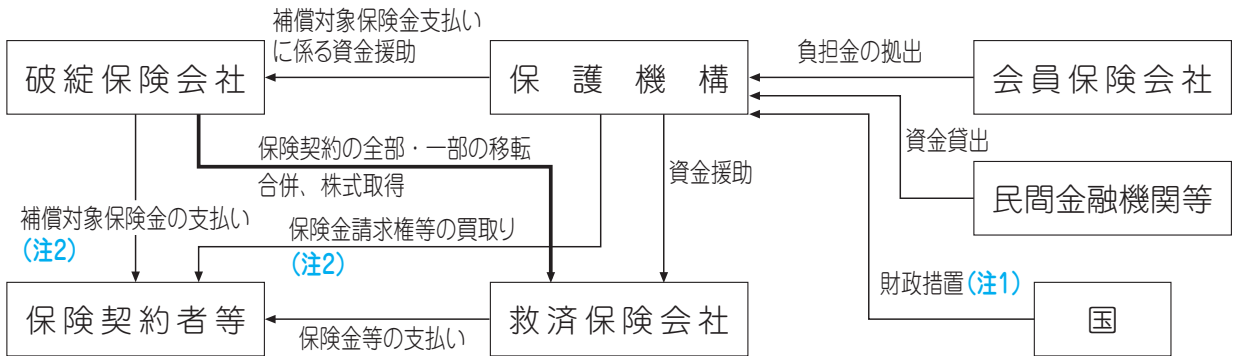 補償対象保険金支払い
に係る資金援助
破綻保険会社
保護機構
負担金の拠出
会員保険会社
保険契約の全部・一部の移転
合併、株式取得
資金援助
資金貸出
民間金融機関等
補償対象保険金の支払い
(注2)
保険金請求権等の買取り
(注2)
財政措置(注1)
保険契約者等
保険金等の支払い
救済保険会社
国